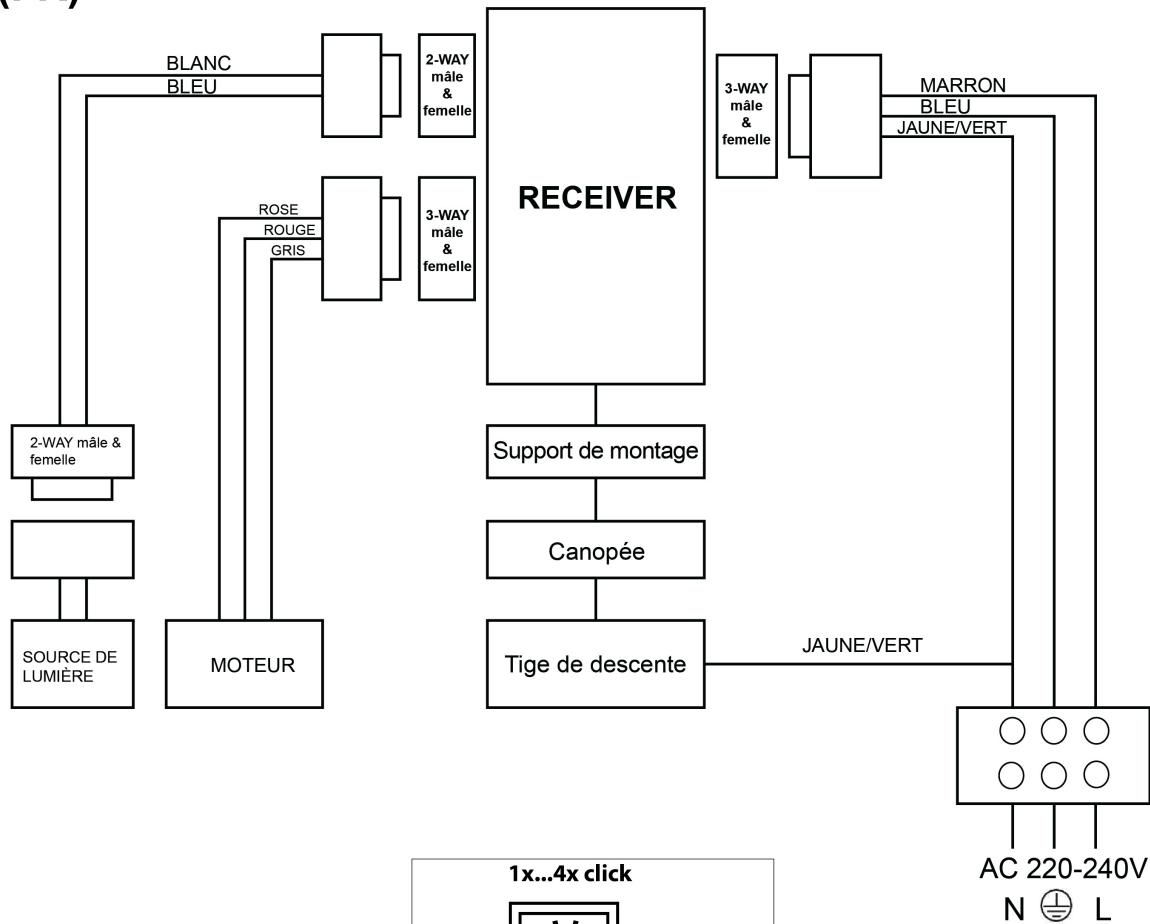 BLANC
BLEU
2-WAY
mâle
&
femelle
ROSE
ROUGE
GRIS
3-WAY
mâle
&
femelle
RECEIVER
3-WAY
mâle
&
femelle
MARRON
BLEU
JAUNE/VERT
2-WAY mâle &
femelle
SOURCE DE
LUMIÈRE
MOTEUR
Support de montage
Canopée
Tige de descente
JAUNE/VERT
AC 220-240V
N L
1x...4x click